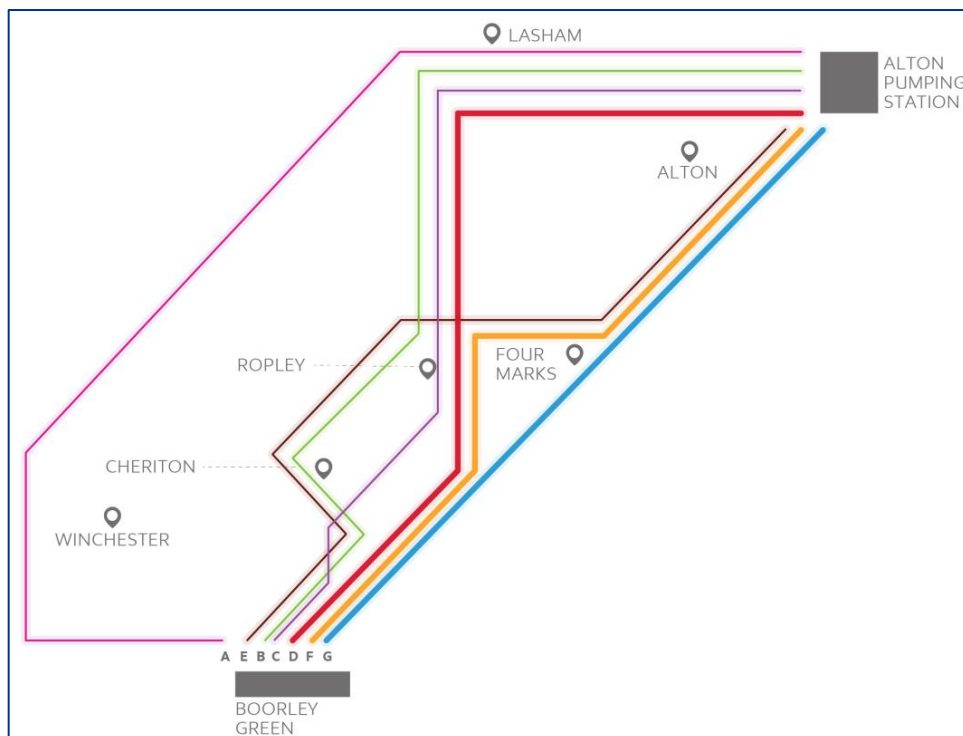 LASHAM
ALTON
PUMPING
STATION
ALTON
ROPLEY
FOUR
MARKS
CHERITON
WINCHESTER
A E B C D F G
BOORLEY
GREEN